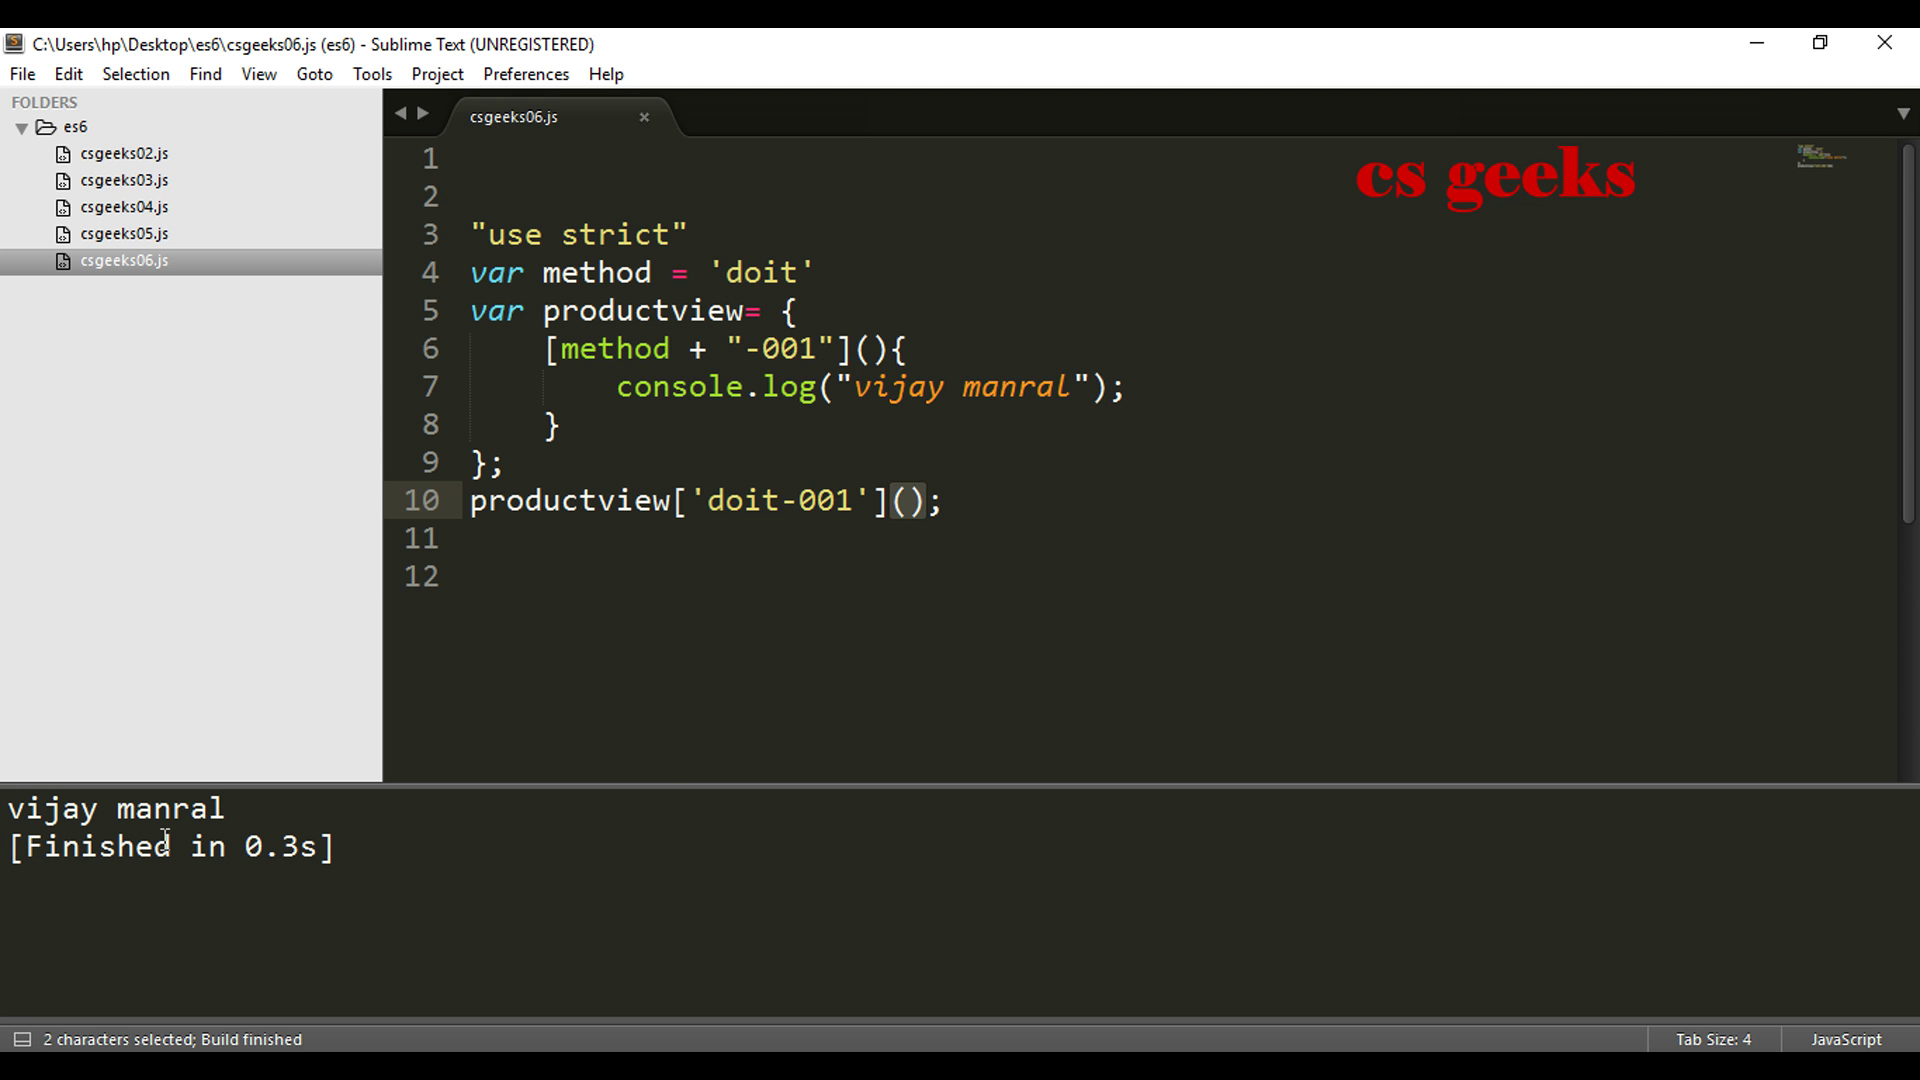 C:\Users\hp\Desktop\es6\csgeeks06.js (es6) - Sublime Text (UNREGISTERED)
File Edit Selection Find View Goto Tools Project Preferences Help
FOLDERS
es6
csgeeks02.js
csgeeks03.js
csgeeks04.js
csgeeks05.js
csgeeks06.js
csgeeks06.js
cs geeks
1
2
3 "use strict"
4 var method = 'doit'
5 var productview= {
6 [method + "-001"](){
7 console.log("vijay manral");
8 }
9 };
10 productview['doit-001']();
11
12
vijay manral
[Finished in 0.3s]
2 characters selected; Build finished
Tab Size: 4
JavaScript